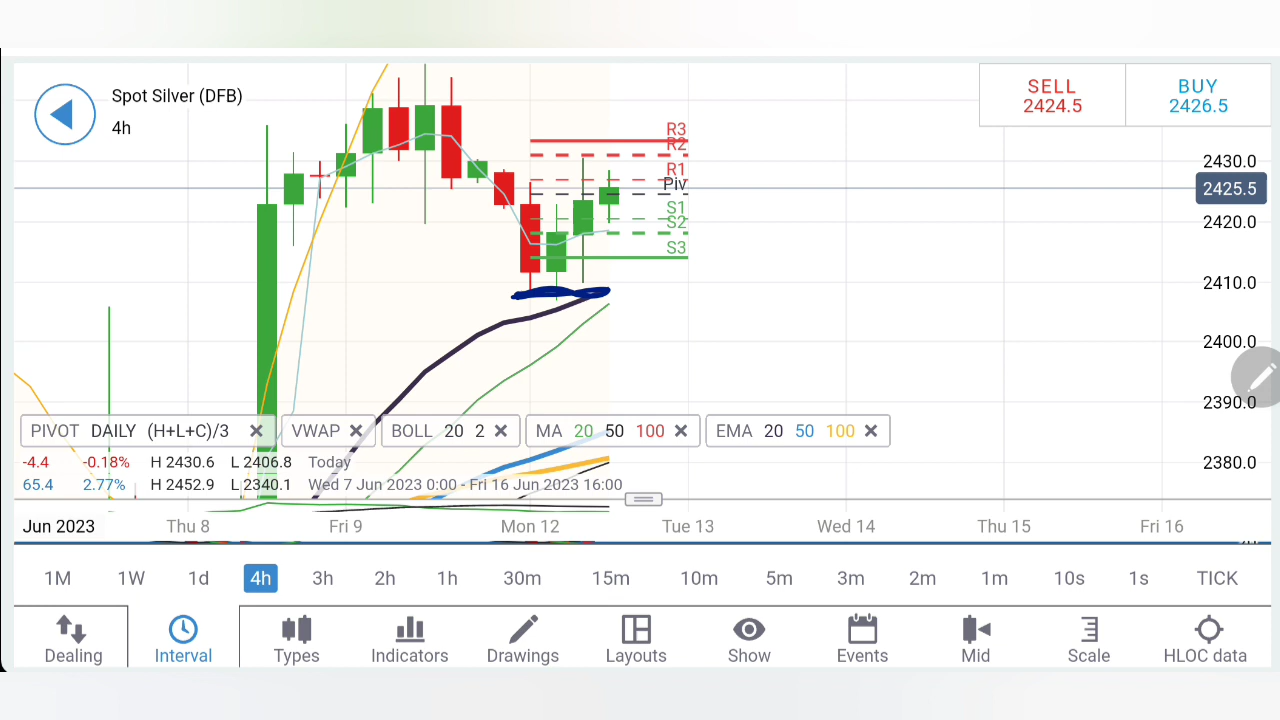 Spot Silver (DFB)
4h
SELL
2424.5
BUY
2426.5
R3
R2
R1
Piv
S1
S2
S3
2430.0
2425.5
2420.0
2410.0
2400.0
2390.0
2380.0
PIVOT DAILY (H+L+C)/3
VWAP
BOLL 20 2
MA 20 50 100
EMA 20 50 100
-4.4 -0.18% H 2430.6 L 2406.8 Today
65.4 2.77% H 2452.9 L 2340.1 Wed 7 Jun 2023 0:00 - Fri 16 Jun 2023 16:00
Jun 2023 Thu 8 Fri 9 Mon 12 Tue 13 Wed 14 Thu 15 Fri 16
1M 1W 1d 4h 3h 2h 1h 30m 15m 10m 5m 3m 2m 1m 10s 1s TICK
Dealing Interval Types Indicators Drawings Layouts Show Events Mid Scale HLOC data